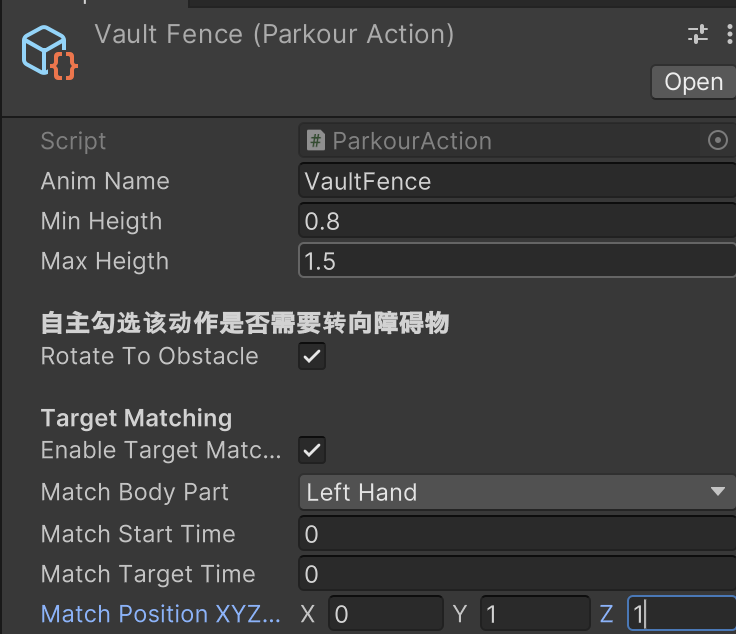 Vault Fence (Parkour Action)
Open
Script # ParkourAction
Anim Name VaultFence
Min Heigth 0.8
Max Heigth 1.5
自主勾选该动作是否需要转向障碍物
Rotate To Obstacle
Target Matching
Enable Target Matc...
Match Body Part Left Hand
Match Start Time 0
Match Target Time 0
Match Position XYZ... X 0 Y 1 Z 1